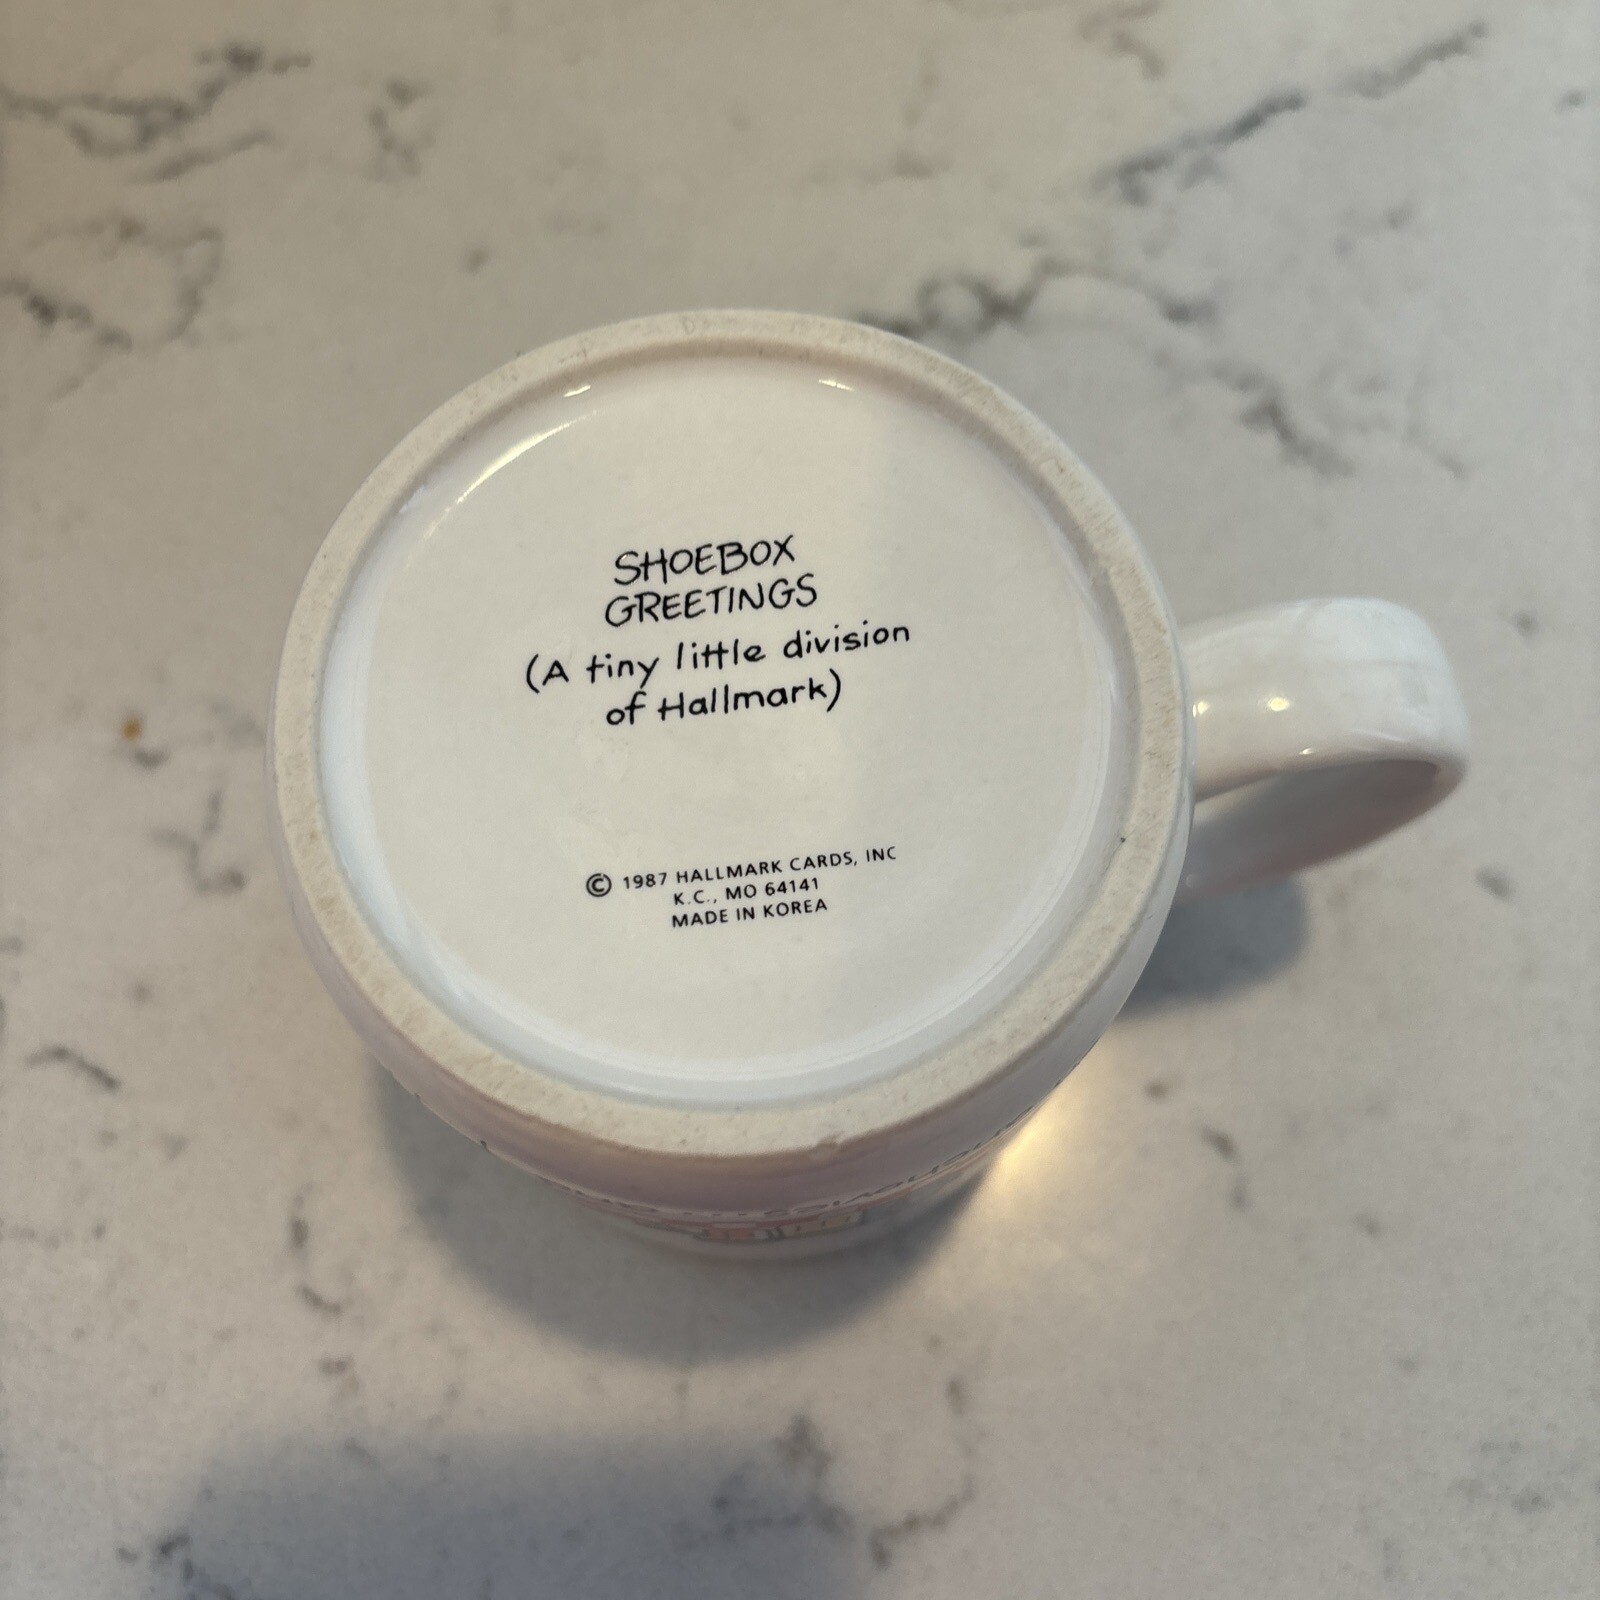 SHOEBOX
GREETINGS
(A tiny little division
of Hallmark)
© 1987 HALLMARK CARDS, INC
K.C., MO 64141
MADE IN KOREA